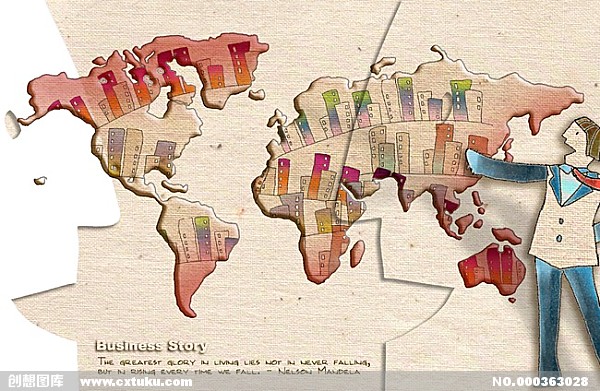 Business Story
THE GREATEST GLORY IN LIVING LIES NOT IN NEVER FALLING,
BUT IN RISING EVERY TIME WE FALL. - NELSON MANDELA
创想图库 www.cxtuku.com NO.000363028